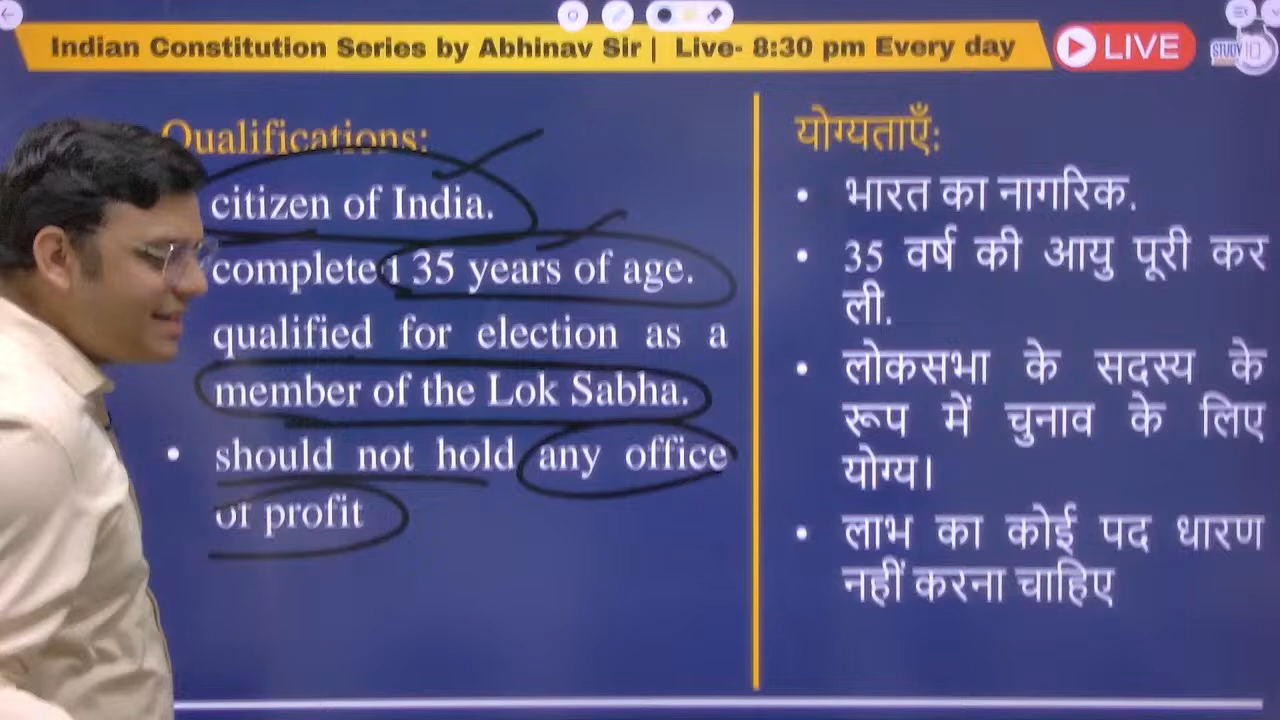 Indian Constitution Series by Abhinav Sir | Live- 8:30 pm Every day
LIVE
STUDY
Qualifications:
citizen of India.
completed 35 years of age.
qualified for election as a
member of the Lok Sabha.
• should not hold any office
of profit
योग्यताएँ:
• भारत का नागरिक.
• 35 वर्ष की आयु पूरी कर
ली.
• लोकसभा के सदस्य के
रूप में चुनाव के लिए
योग्य।
• लाभ का कोई पद धारण
नहीं करना चाहिए